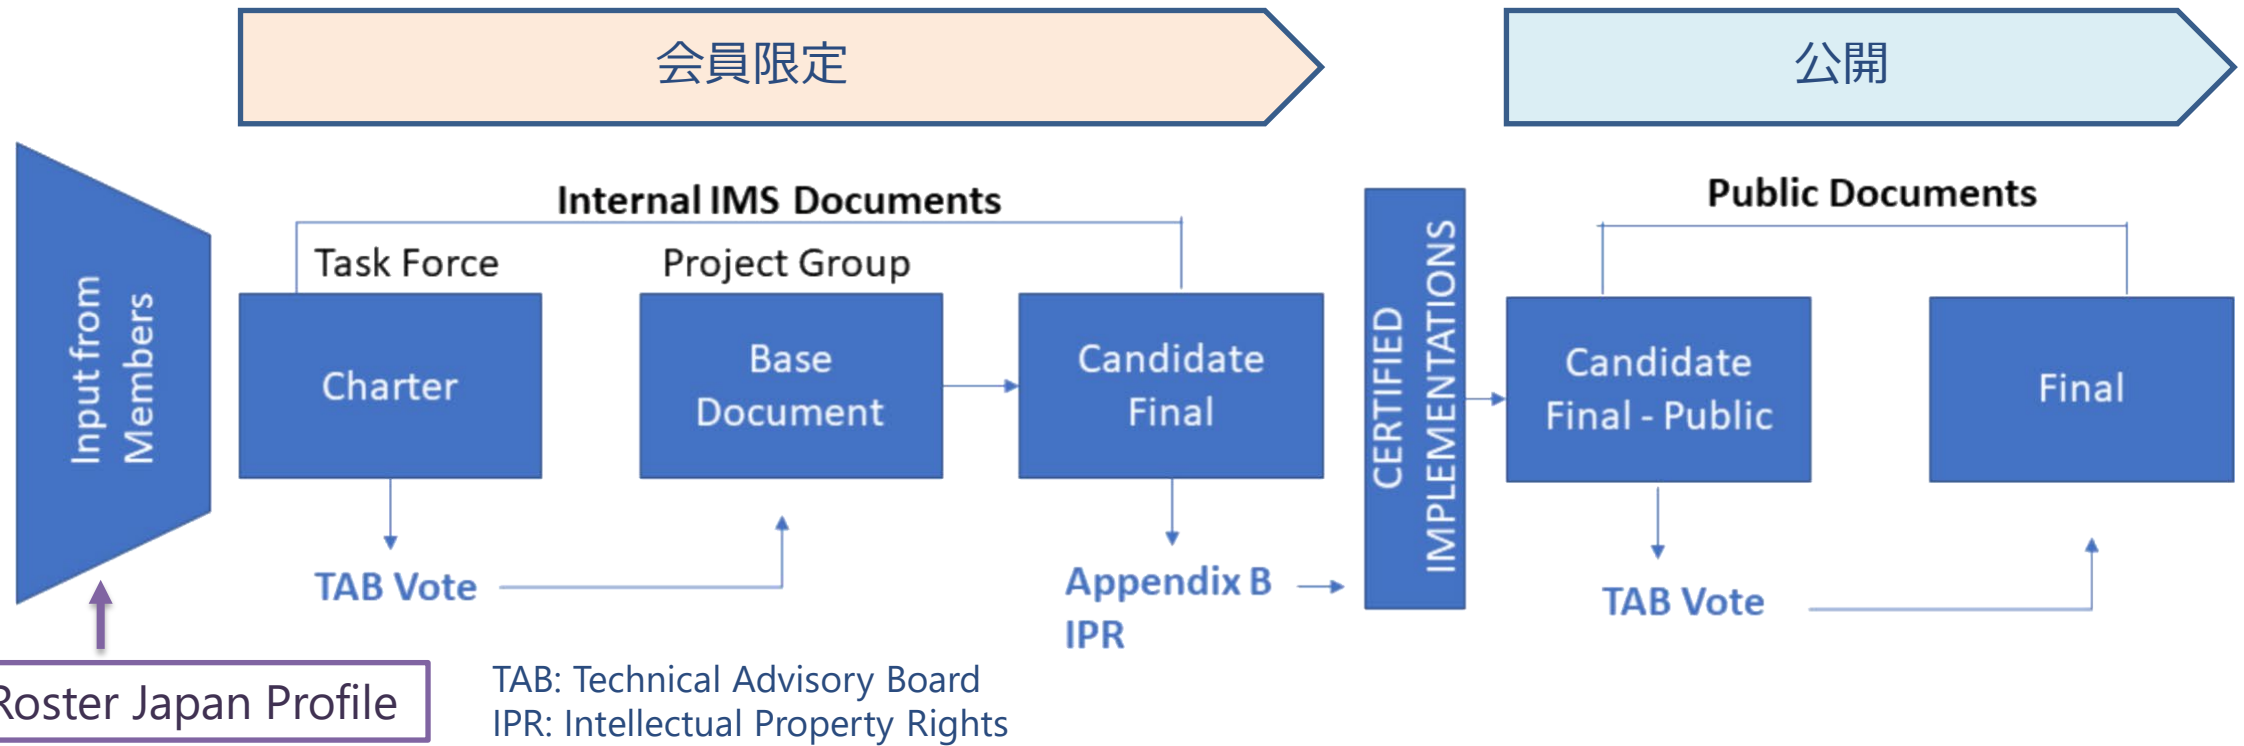 会員限定
公開
Internal IMS Documents
Public Documents
Task Force
Project Group
Input from
Members
Charter
Base
Document
Candidate
Final
CERTIFIED
IMPLEMENTATIONS
Candidate
Final - Public
Final
TAB Vote
Appendix B
IPR
TAB Vote
Roster Japan Profile
TAB: Technical Advisory Board
IPR: Intellectual Property Rights